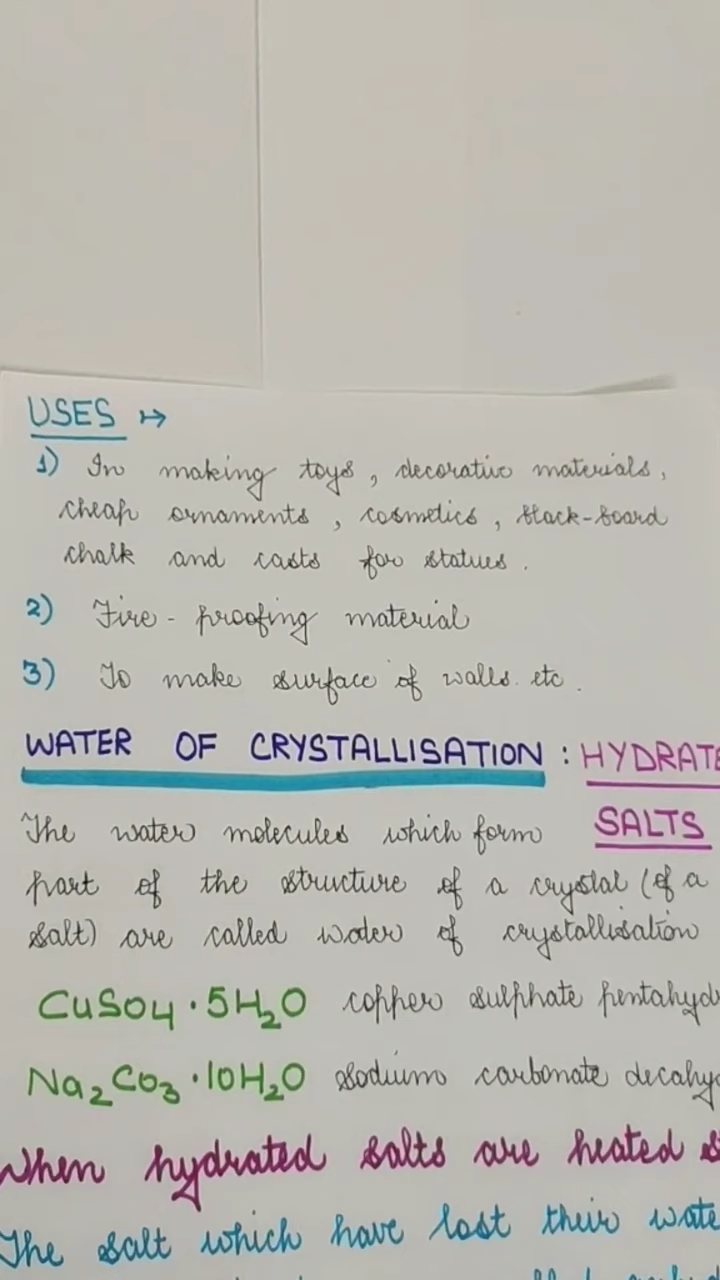 USES ↦
1) In making toys, decorative materials,
cheap ornaments, cosmetics, black-board
chalk and casts for statues.
2) Fire-proofing material
3) To make surface of walls etc.
WATER OF CRYSTALLISATION : HYDRATE
SALTS
The water molecules which form
part of the structure of a crystal (of a
salt) are called water of crystallisation
CuSO4·5H2O copper sulphate pentahyd
Na2CO3·10H2O sodium carbonate decahy
When hydrated salts are heated
The salt which have lost their wate